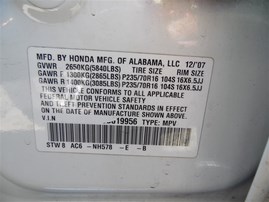 MFD. BY HONDA MFG. OF ALABAMA, LLC 12/07
GVWR 2650KG(5840LBS) TIRE SIZE RIM SIZE
GAWR F 1300KG(2865LBS) P235/70R16 104S 16X6.5JJ
GAWR R 1400KG(3085LBS) P235/70R16 104S 16X6.5JJ
THIS VEHICLE CONFORMS TO ALL APPLICABLE
FEDERAL MOTOR VEHICLE SAFETY AND
THEFT PREVENTION STANDARDS IN EFFECT
ON THE DATE OF MANUFACTURE SHOWN ABOVE.
V.I.N 019956 TYPE: MPV
STW8 AC6 -NH578 -E -B